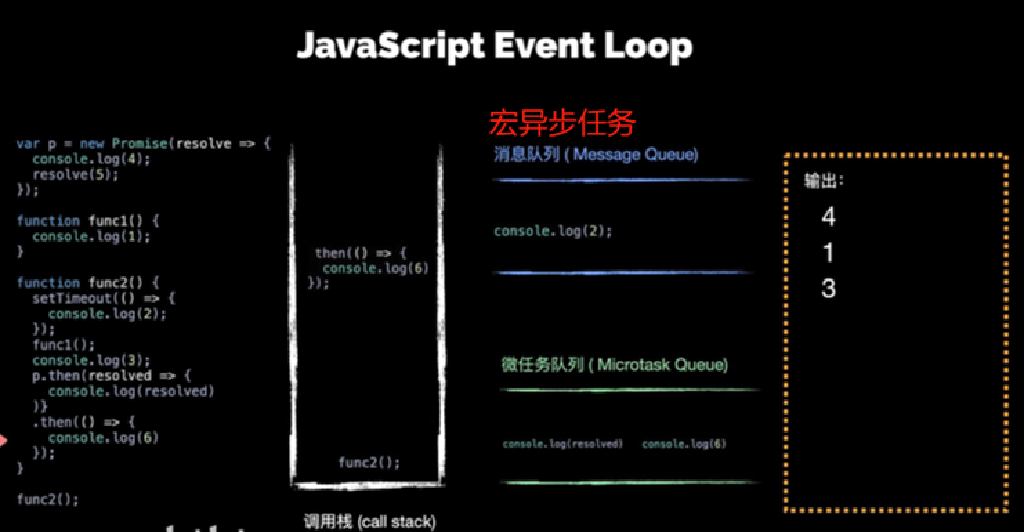 JavaScript Event Loop
var p = new Promise(resolve => {
console.log(4);
resolve(5);
});
function func1() {
console.log(1);
}
function func2() {
setTimeout(() => {
console.log(2);
});
func1();
console.log(3);
p.then(resolved => {
console.log(resolved)
)}
.then(() => {
console.log(6)
});
}
func2();
then(() => {
console.log(6)
});
func2();
调用栈 (call stack)
宏异步任务
消息队列 ( Message Queue)
console.log(2);
微任务队列 ( Microtask Queue)
console.log(resolved) console.log(6)
输出:
4
1
3